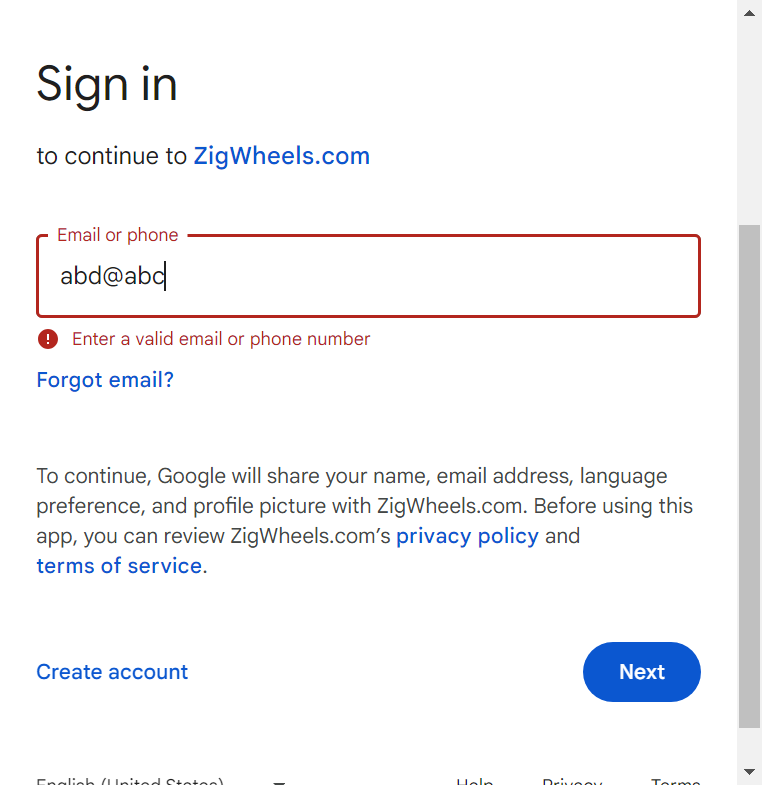 Sign in
to continue to ZigWheels.com
Email or phone
abd@abc
! Enter a valid email or phone number
Forgot email?
To continue, Google will share your name, email address, language
preference, and profile picture with ZigWheels.com. Before using this
app, you can review ZigWheels.com’s privacy policy and
terms of service.
Create account Next
English (United States) Help Privacy Terms